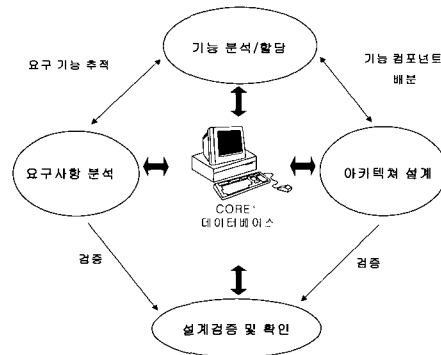 기능 분석/할당
요구 기능 추적
기능 컴포넌트
배분
요구사항 분석
아키텍쳐 설계
CORE'
데이터베이스
검증
검증
설계검증 및 확인